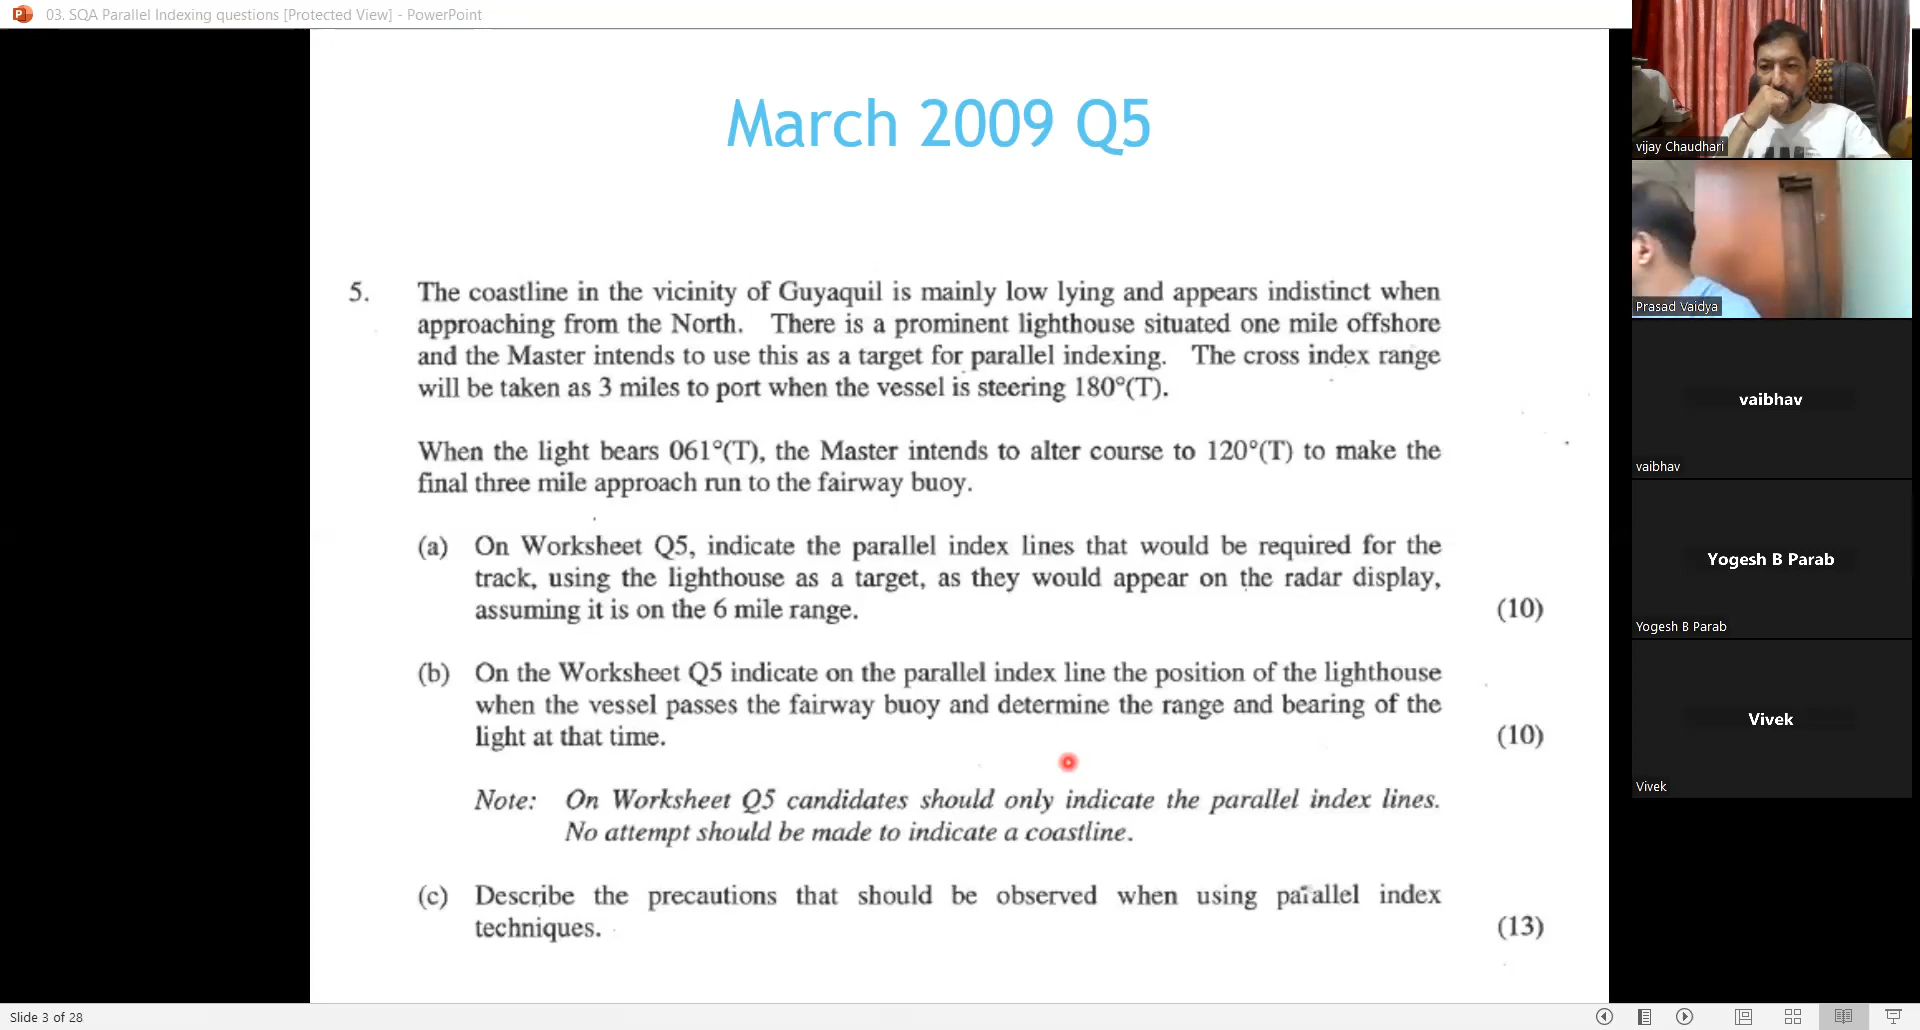 03. SQA Parallel Indexing questions [Protected View] - PowerPoint
March 2009 Q5
5. The coastline in the vicinity of Guyaquil is mainly low lying and appears indistinct when
approaching from the North. There is a prominent lighthouse situated one mile offshore
and the Master intends to use this as a target for parallel indexing. The cross index range
will be taken as 3 miles to port when the vessel is steering 180°(T).
When the light bears 061°(T), the Master intends to alter course to 120°(T) to make the
final three mile approach run to the fairway buoy.
(a) On Worksheet Q5, indicate the parallel index lines that would be required for the
track, using the lighthouse as a target, as they would appear on the radar display,
assuming it is on the 6 mile range. (10)
(b) On the Worksheet Q5 indicate on the parallel index line the position of the lighthouse
when the vessel passes the fairway buoy and determine the range and bearing of the
light at that time. (10)
Note: On Worksheet Q5 candidates should only indicate the parallel index lines.
No attempt should be made to indicate a coastline.
(c) Describe the precautions that should be observed when using parallel index
techniques. (13)
vijay Chaudhari
Prasad Vaidya
vaibhav
vaibhav
Yogesh B Parab
Yogesh B Parab
Vivek
Vivek
Slide 3 of 28